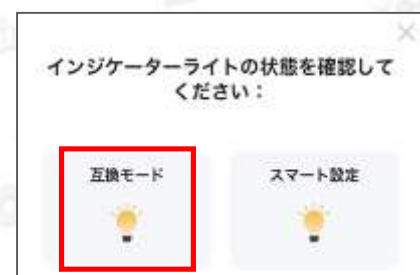 インジケーターライトの状態を確認して
ください：
互換モード
スマート設定